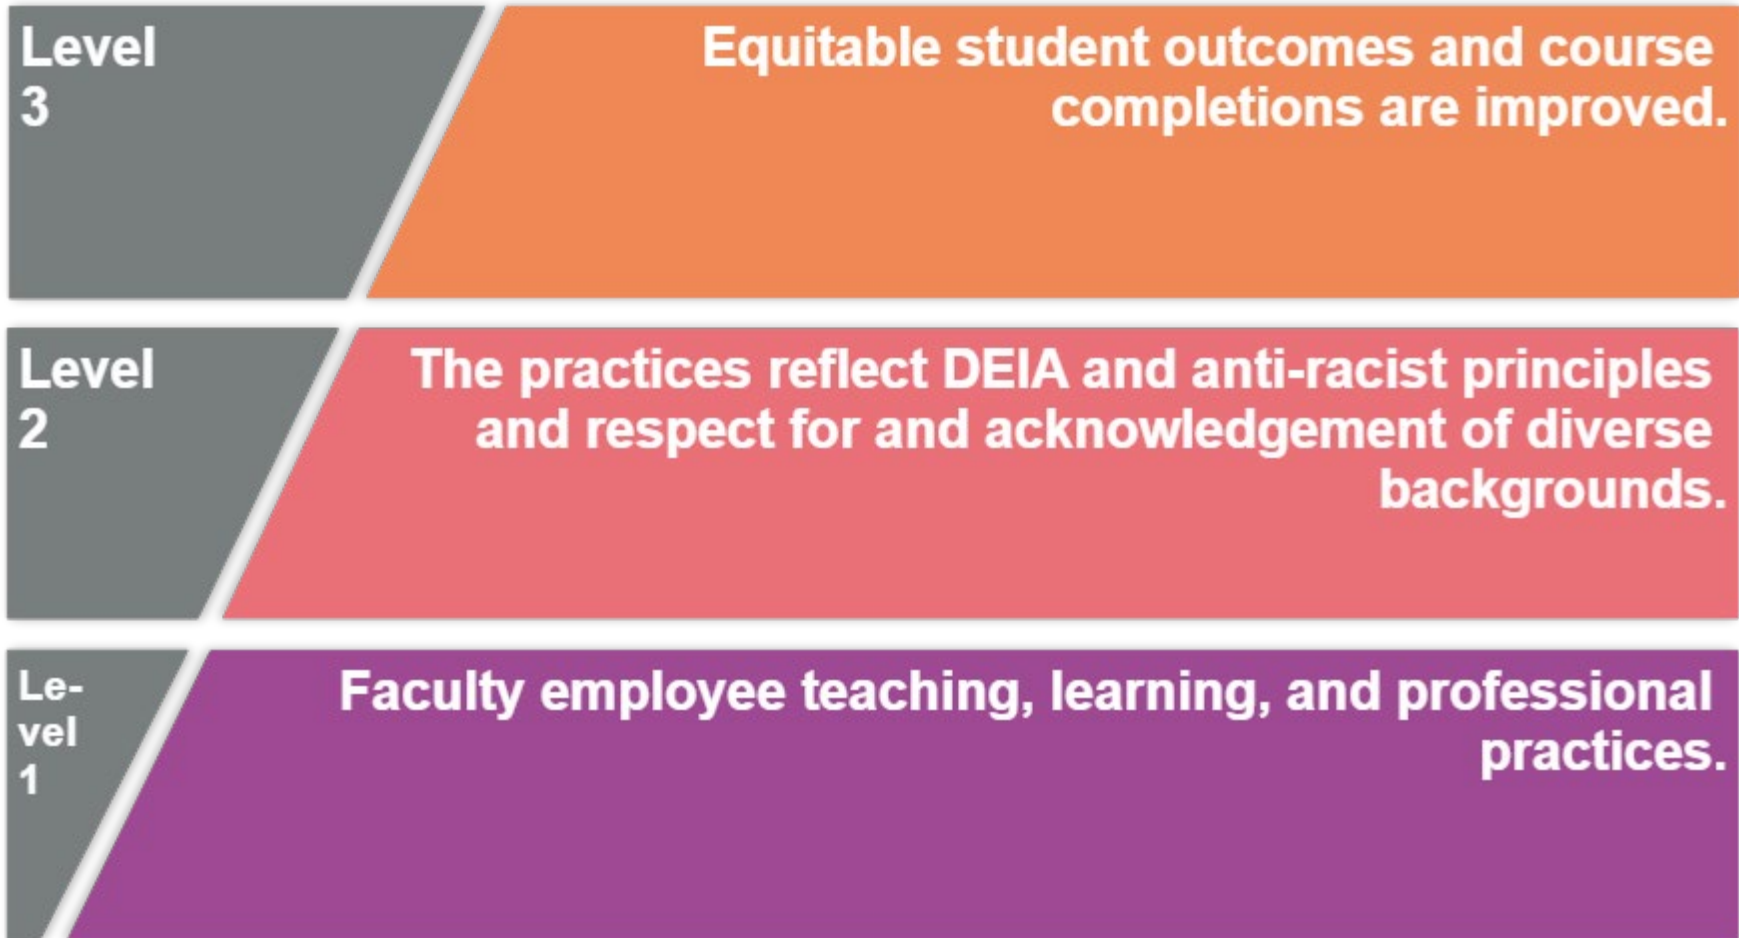 Level
3
Equitable student outcomes and course
completions are improved.
Level
2
The practices reflect DEIA and anti-racist principles
and respect for and acknowledgement of diverse
backgrounds.
Le-
vel
1
Faculty employee teaching, learning, and professional
practices.